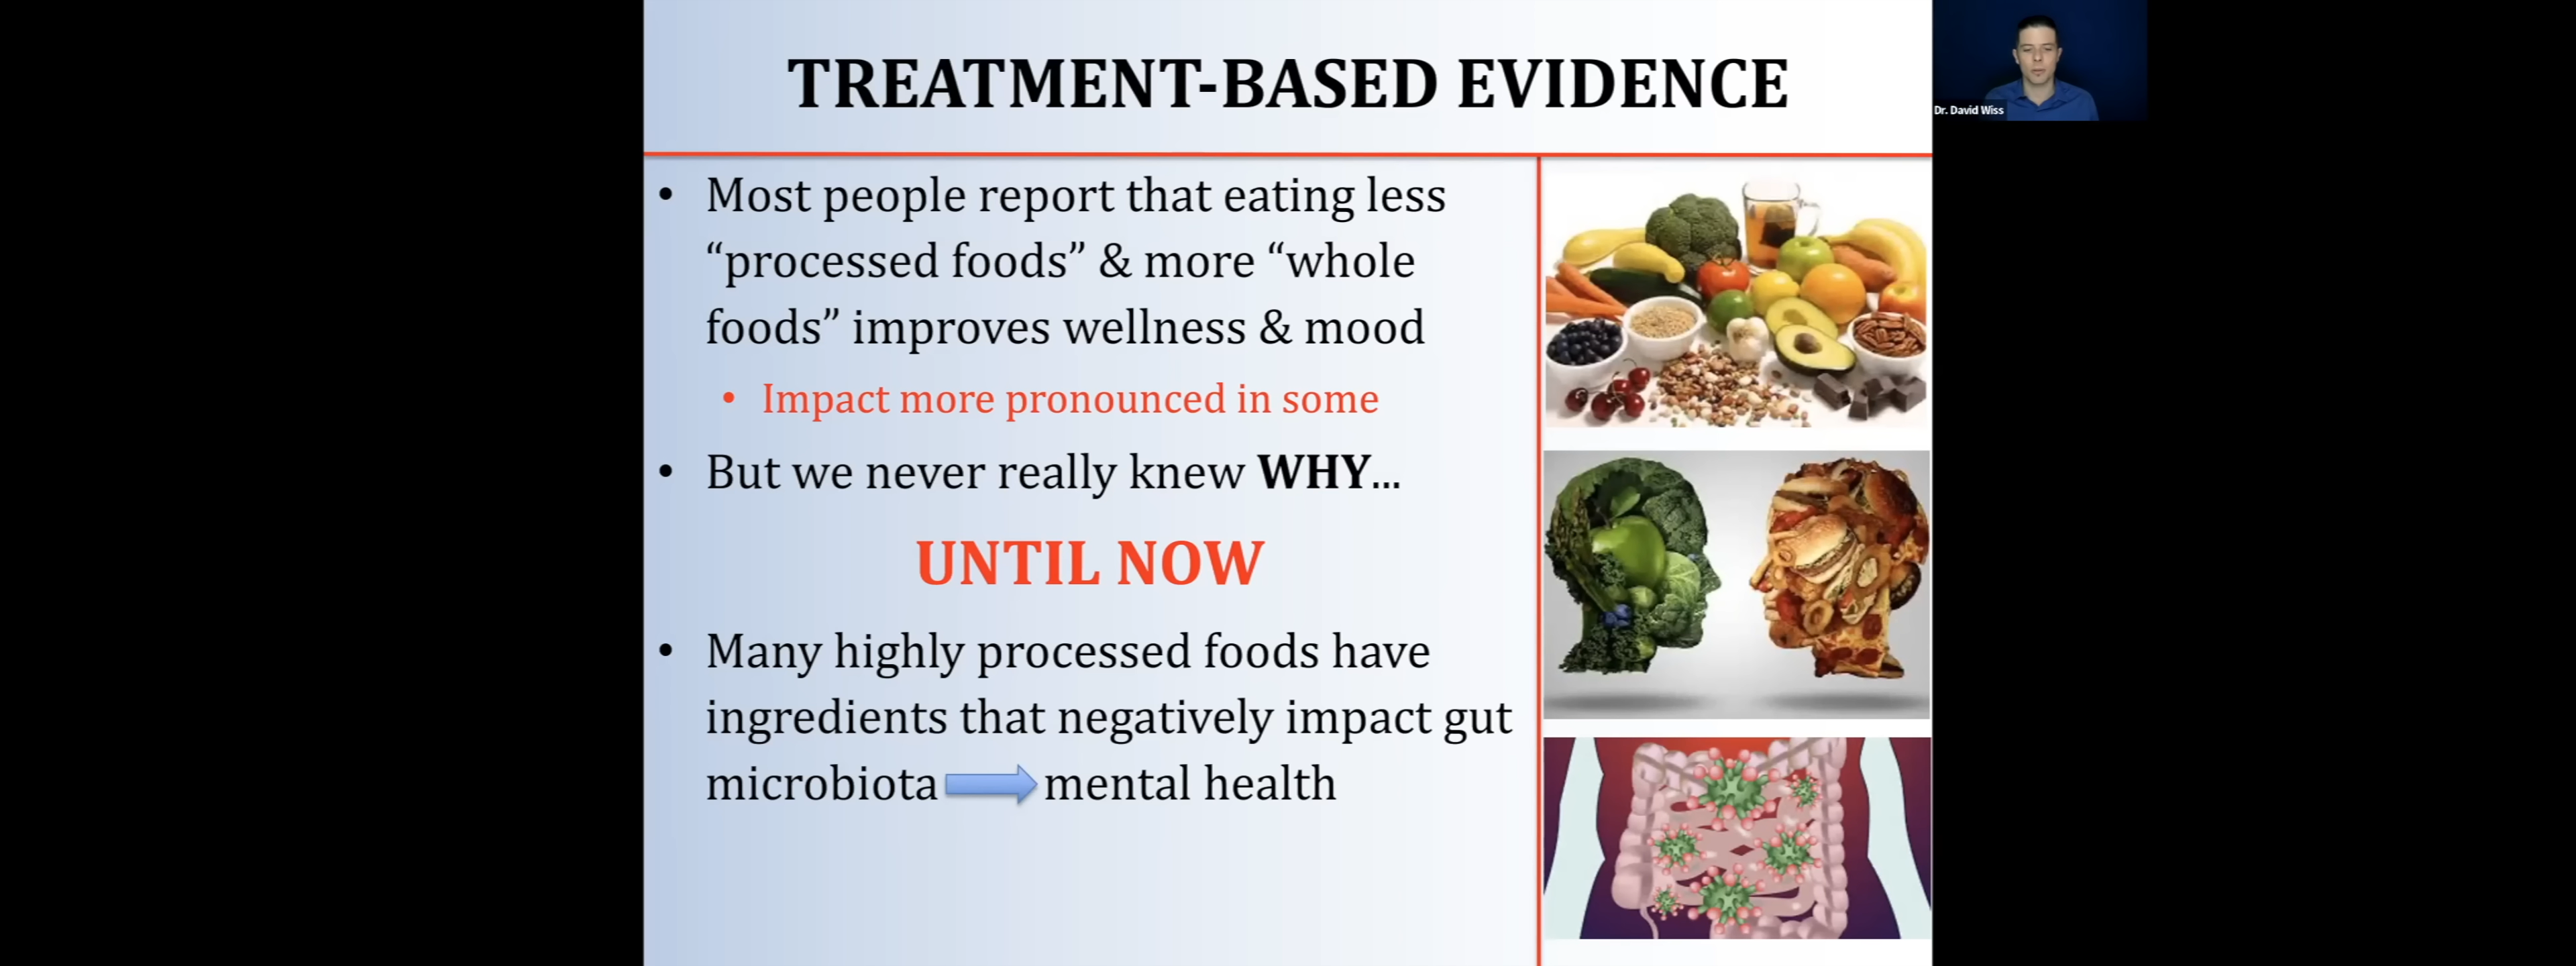 TREATMENT-BASED EVIDENCE
Dr. David Wiss
• Most people report that eating less
“processed foods” & more “whole
foods” improves wellness & mood
• Impact more pronounced in some
• But we never really knew WHY...
UNTIL NOW
• Many highly processed foods have
ingredients that negatively impact gut
microbiota mental health